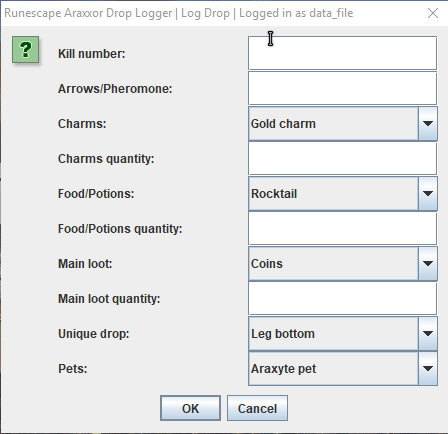 Runescape Araxxor Drop Logger | Log Drop | Logged in as data_file
Kill number:
Arrows/Pheromone:
Charms: Gold charm
Charms quantity:
Food/Potions: Rocktail
Food/Potions quantity:
Main loot: Coins
Main loot quantity:
Unique drop: Leg bottom
Pets: Araxyte pet
OK Cancel